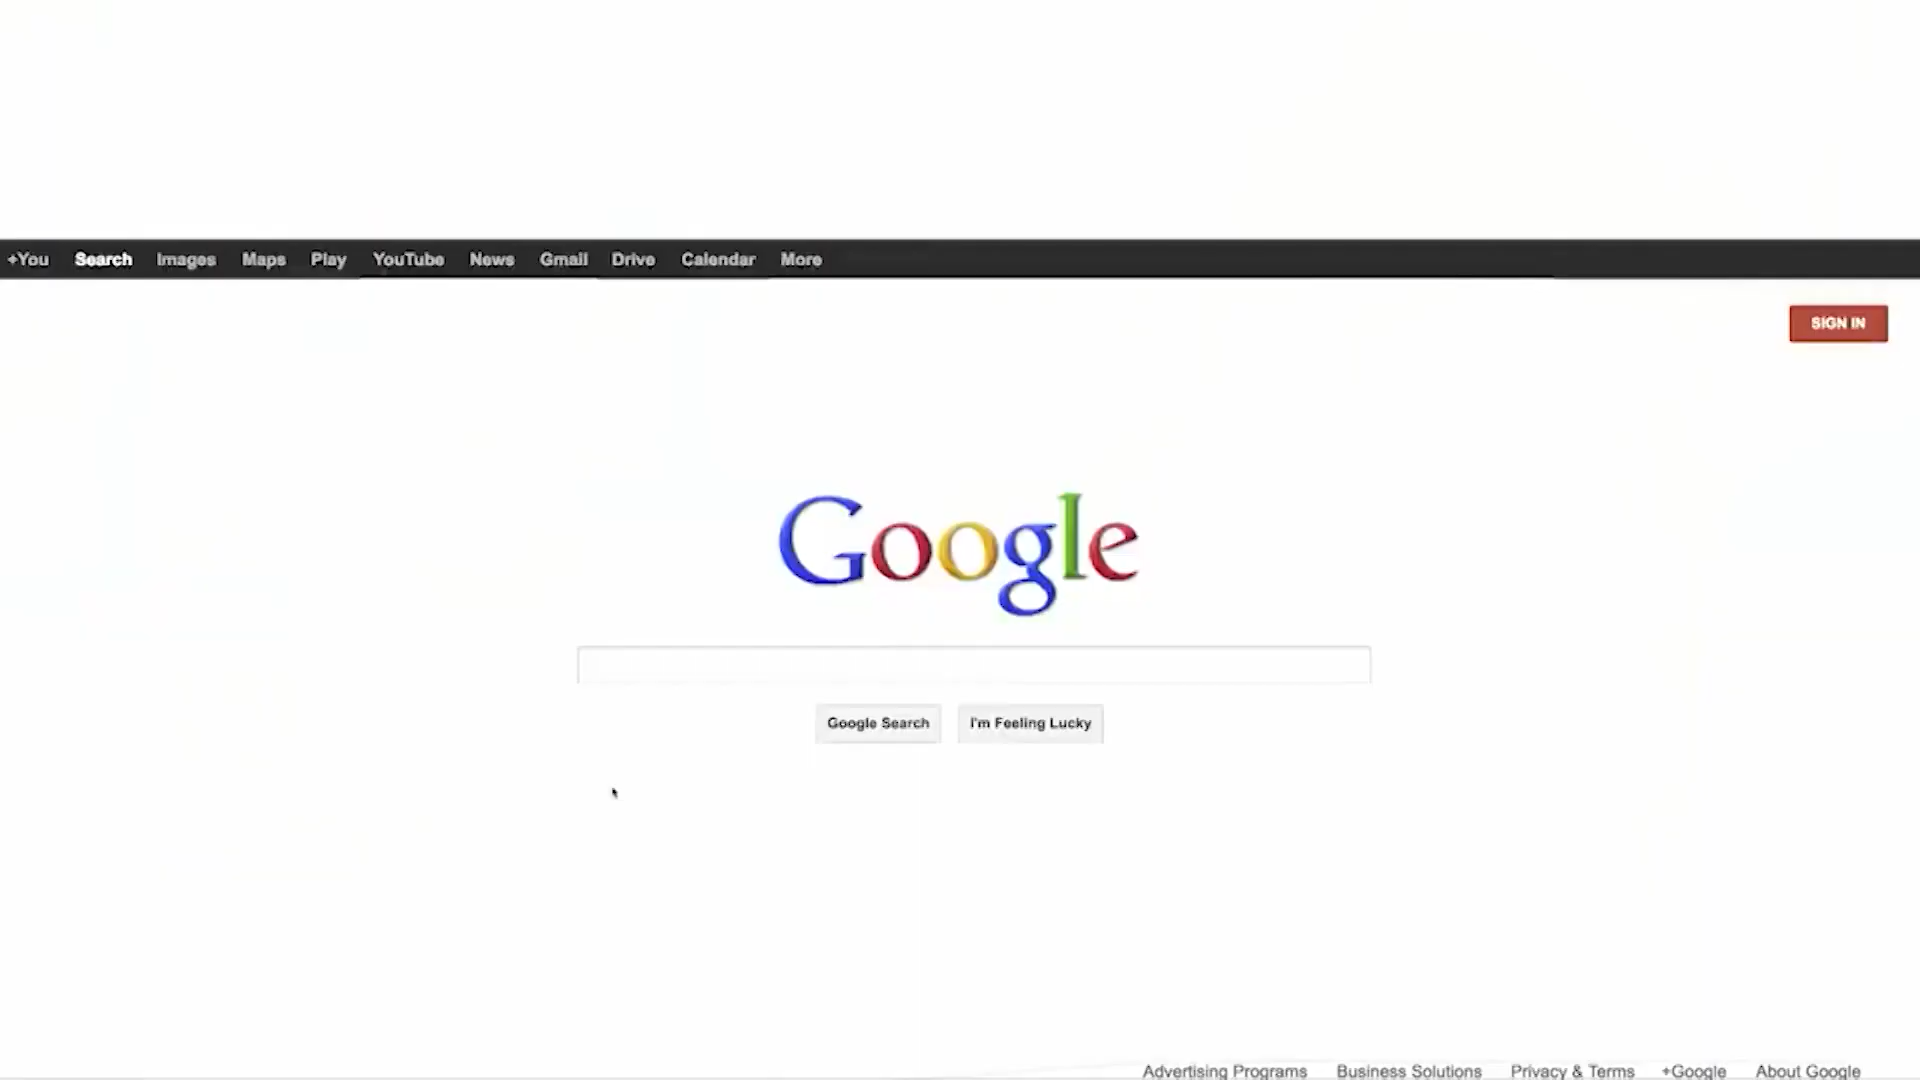 +You Search Images Maps Play YouTube News Gmail Drive Calendar More
SIGN IN
Google
Google Search I'm Feeling Lucky
Advertising Programs Business Solutions Privacy & Terms +Google About Google